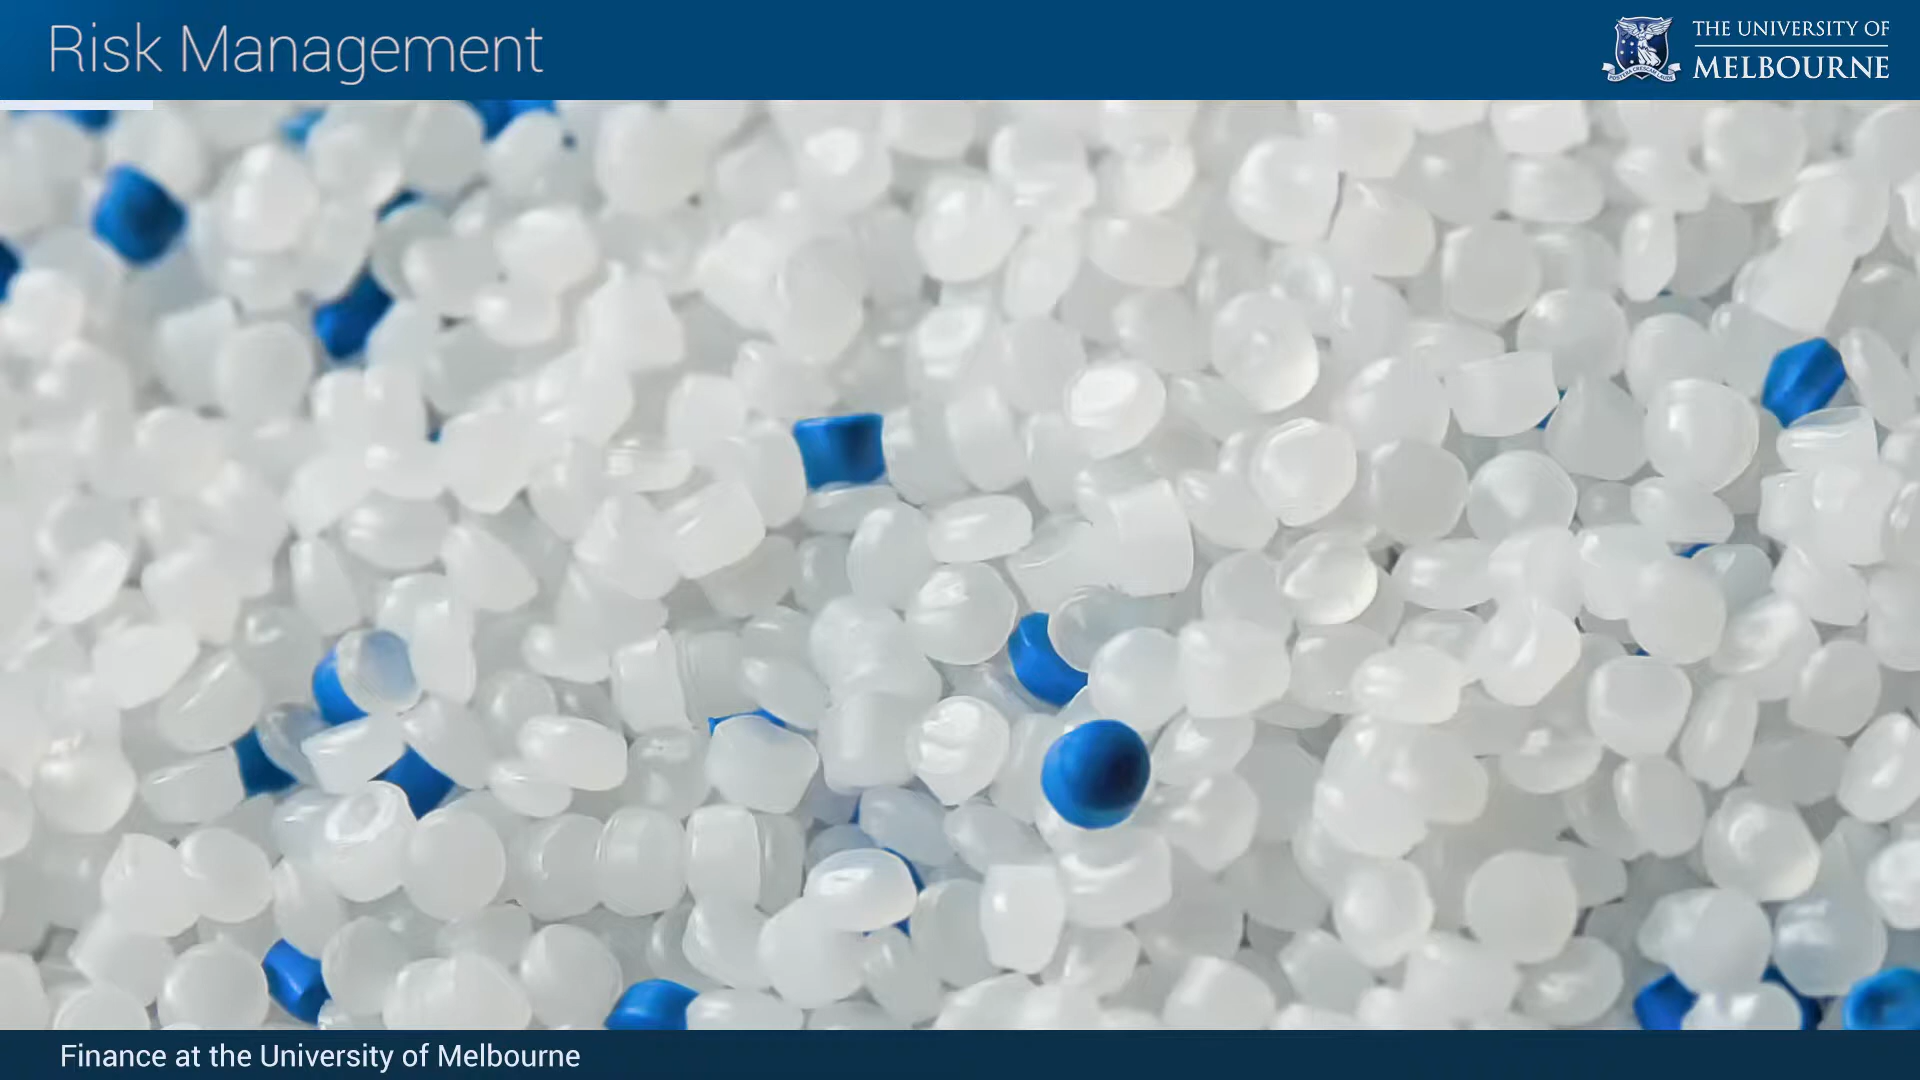 Risk Management
THE UNIVERSITY OF
MELBOURNE
Finance at the University of Melbourne